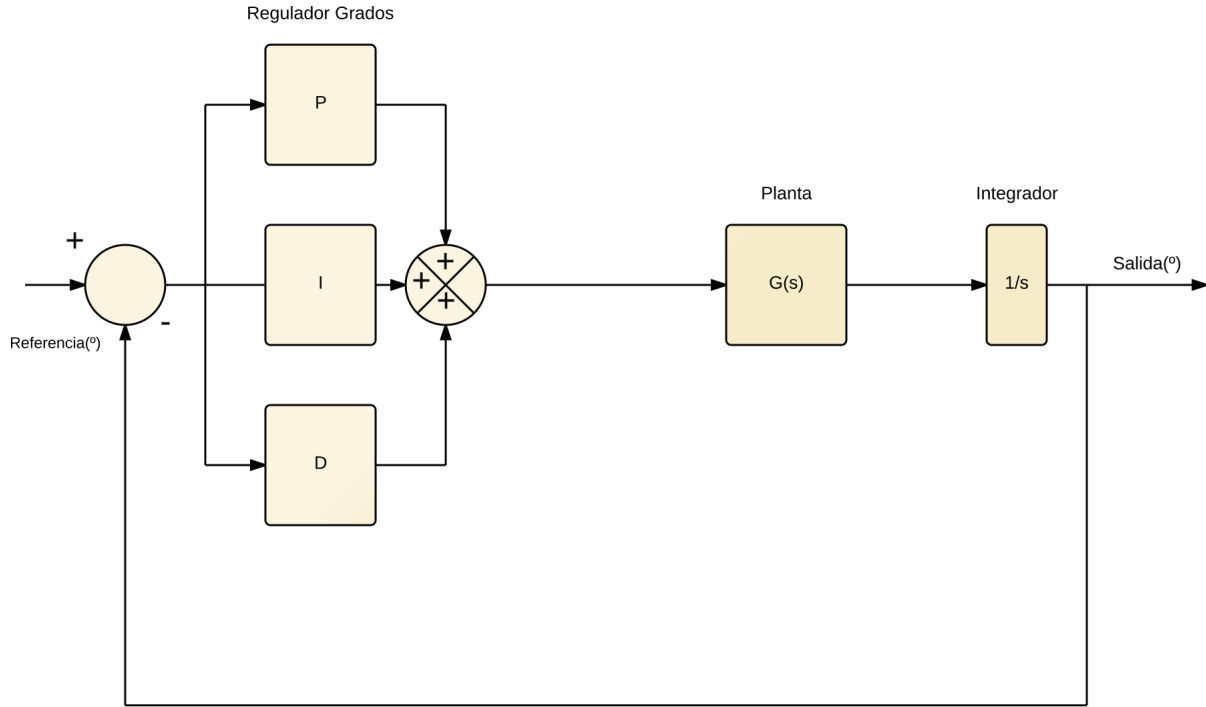 Regulador Grados
P
Planta
Integrador
+
+
+
+
I
G(s)
1/s
Salida(º)
-
Referencia(º)
D